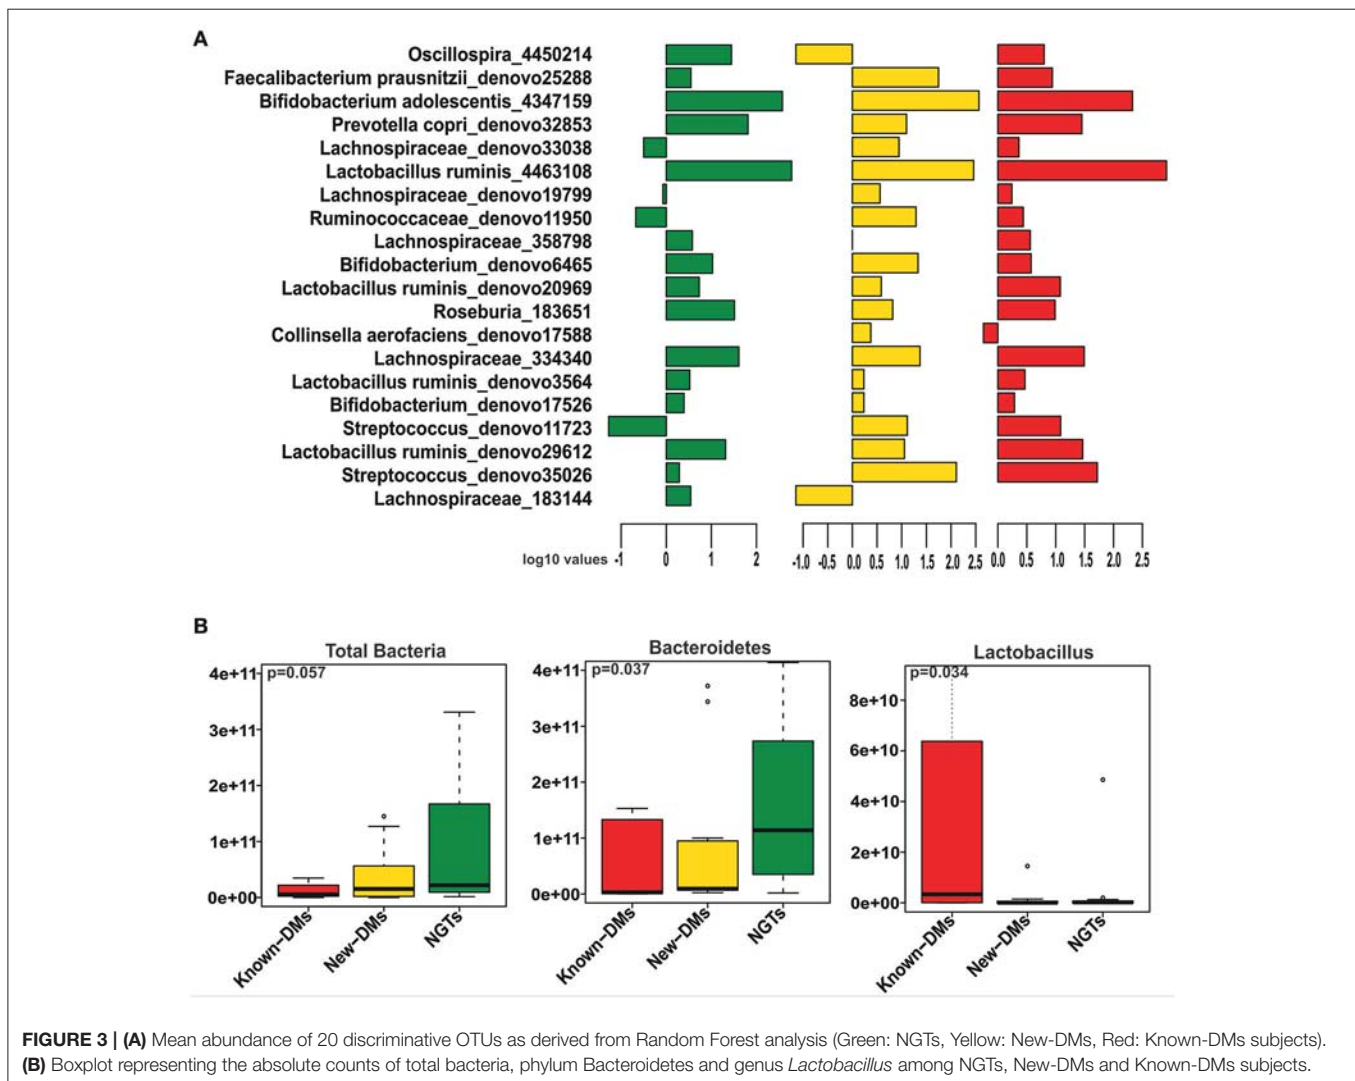 A
Oscillospira_4450214
Faecalibacterium prausnitzii_denovo25288
Bifidobacterium adolescentis_4347159
Prevotella copri_denovo32853
Lachnospiraceae_denovo33038
Lactobacillus ruminis_4463108
Lachnospiraceae_denovo19799
Ruminococcaceae_denovo11950
Lachnospiraceae_358798
Bifidobacterium_denovo6465
Lactobacillus ruminis_denovo20969
Roseburia_183651
Collinsella aerofaciens_denovo17588
Lachnospiraceae_334340
Lactobacillus ruminis_denovo3564
Bifidobacterium_denovo17526
Streptococcus_denovo11723
Lactobacillus ruminis_denovo29612
Streptococcus_denovo35026
Lachnospiraceae_183144
log10 values -1 0 1 2 -1.0 -0.5 0.0 0.5 1.0 1.5 2.0 2.5 0.0 0.5 1.0 1.5 2.0 2.5
B
Total Bacteria
p=0.057
4e+11
3e+11
2e+11
1e+11
0e+00
Known-DMs
New-DMs
NGTs
Bacteroidetes
p=0.037
4e+11
3e+11
2e+11
1e+11
0e+00
Known-DMs
New-DMs
NGTs
Lactobacillus
p=0.034
8e+10
6e+10
4e+10
2e+10
0e+00
Known-DMs
New-DMs
NGTs
FIGURE 3 | (A) Mean abundance of 20 discriminative OTUs as derived from Random Forest analysis (Green: NGTs, Yellow: New-DMs, Red: Known-DMs subjects).
(B) Boxplot representing the absolute counts of total bacteria, phylum Bacteroidetes and genus Lactobacillus among NGTs, New-DMs and Known-DMs subjects.